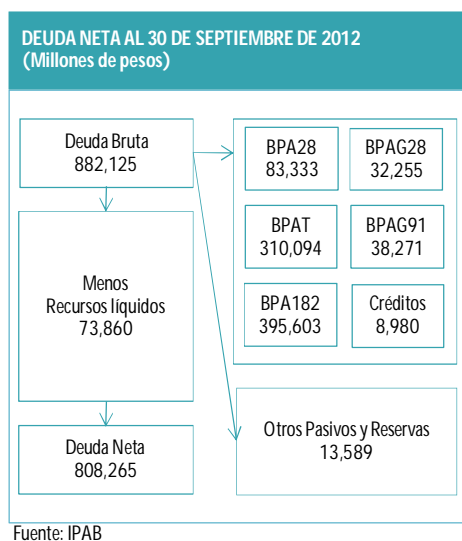 DEUDA NETA AL 30 DE SEPTIEMBRE DE 2012
(Millones de pesos)
Deuda Bruta
882,125
Menos
Recursos líquidos
73,860
Deuda Neta
808,265
BPA28
83,333
BPAG28
32,255
BPAT
310,094
BPAG91
38,271
BPA182
395,603
Créditos
8,980
Otros Pasivos y Reservas
13,589
Fuente: IPAB